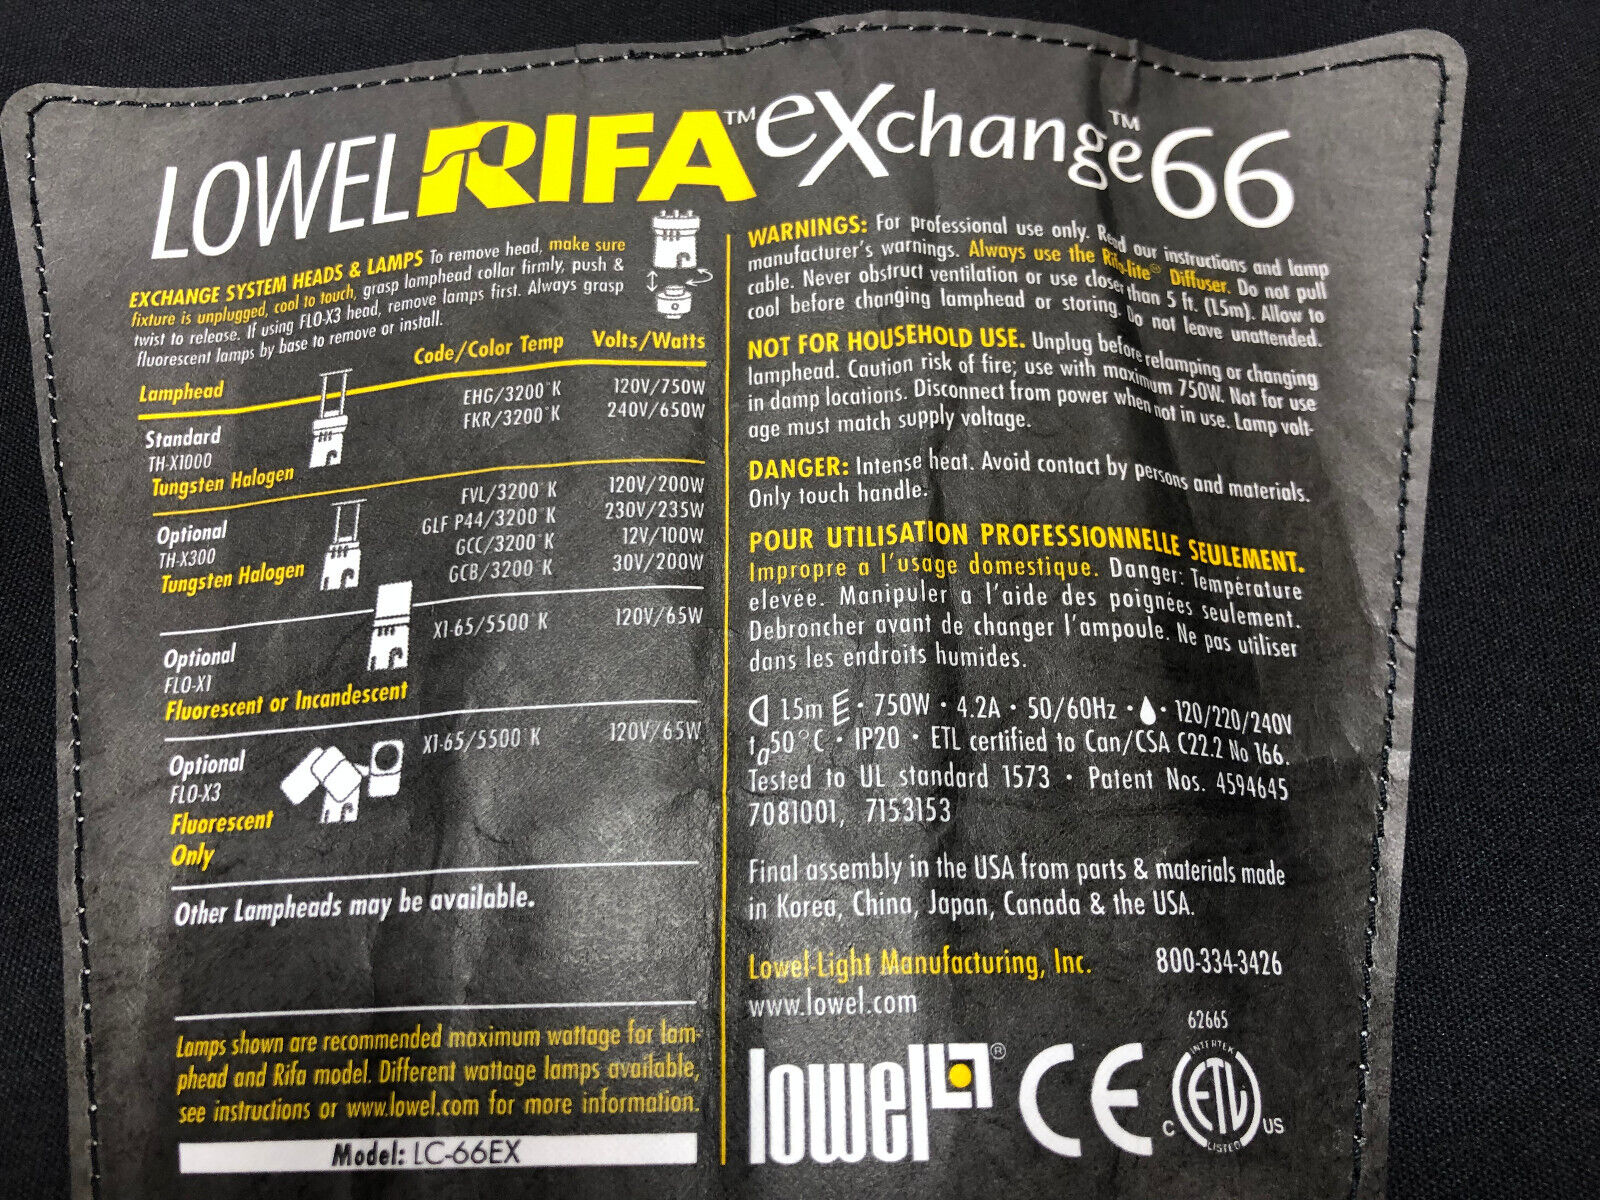 LOWEL RIFA™ eXchange™ 66
EXCHANGE SYSTEM HEADS & LAMPS To remove head, make sure
fixture is unplugged, cool to touch, grasp lamphead collar firmly, push &
twist to release. If using FLO-X3 head, remove lamps first. Always grasp
fluorescent lamps by base to remove or install.
Lamphead Code/Color Temp Volts/Watts
Standard
TH-X1000
Tungsten Halogen
EHG/3200°K 120V/750W
FKR/3200°K 240V/650W
Optional
TH-X300
Tungsten Halogen
FVL/3200°K 120V/200W
GLF P44/3200°K 230V/235W
GCC/3200°K 12V/100W
GCB/3200°K 30V/200W
Optional
FLO-X1
Fluorescent or Incandescent
X1-65/5500°K 120V/65W
Optional
FLO-X3
Fluorescent
Only
X1-65/5500°K 120V/65W
Other Lampheads may be available.
Lamps shown are recommended maximum wattage for lam-
phead and Rifa model. Different wattage lamps available,
see instructions or www.lowel.com for more information.
Model: LC-66EX
WARNINGS: For professional use only. Read our instructions and lamp
manufacturer's warnings. Always use the Rifa-lite® Diffuser. Do not pull
cable. Never obstruct ventilation or use closer than 5 ft. (1.5m). Allow to
cool before changing lamphead or storing. Do not leave unattended.
NOT FOR HOUSEHOLD USE. Unplug before relamping or changing
lamphead. Caution risk of fire; use with maximum 750W. Not for use
in damp locations. Disconnect from power when not in use. Lamp volt-
age must match supply voltage.
DANGER: Intense heat. Avoid contact by persons and materials.
Only touch handle.
POUR UTILISATION PROFESSIONNELLE SEULEMENT.
Impropre a l'usage domestique. Danger: Température
elevée. Manipuler a l'aide des poignées seulement.
Debroncher avant de changer l'ampoule. Ne pas utiliser
dans les endroits humides.
1.5m • 750W • 4.2A • 50/60Hz • • 120/220/240V
ta50°C • IP20 • ETL certified to Can/CSA C22.2 No 166.
Tested to UL standard 1573 • Patent Nos. 4594645
7081001, 7153153
Final assembly in the USA from parts & materials made
in Korea, China, Japan, Canada & the USA.
Lowel-Light Manufacturing, Inc. 800-334-3426
www.lowel.com
62665
lowel® CE
INTERTEK
C ETL US
LISTED